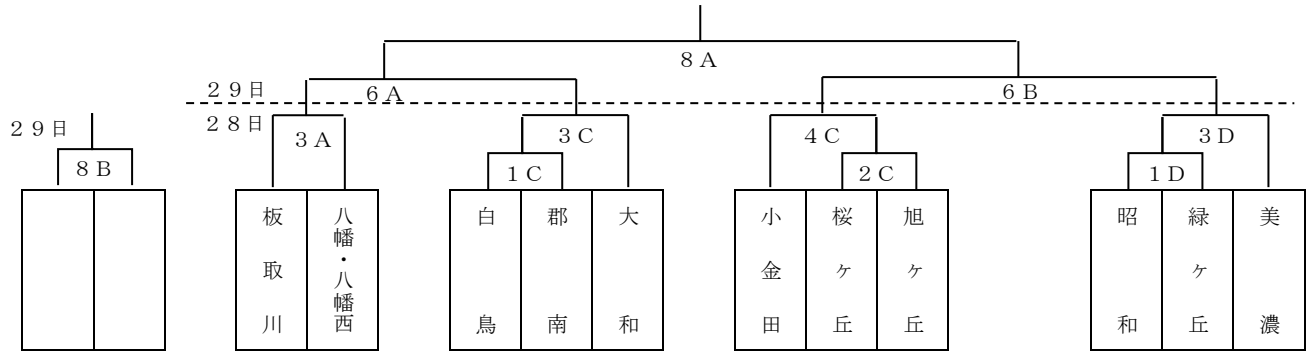 ８Ａ
２９日
６Ａ
６Ｂ
２９日
２８日
３Ａ
３Ｃ
４Ｃ
３Ｄ
８Ｂ
１Ｃ
２Ｃ
１Ｄ
板取川
八幡・八幡西
白鳥
郡南
大和
小金田
桜ヶ丘
旭ヶ丘
昭和
緑ヶ丘
美濃